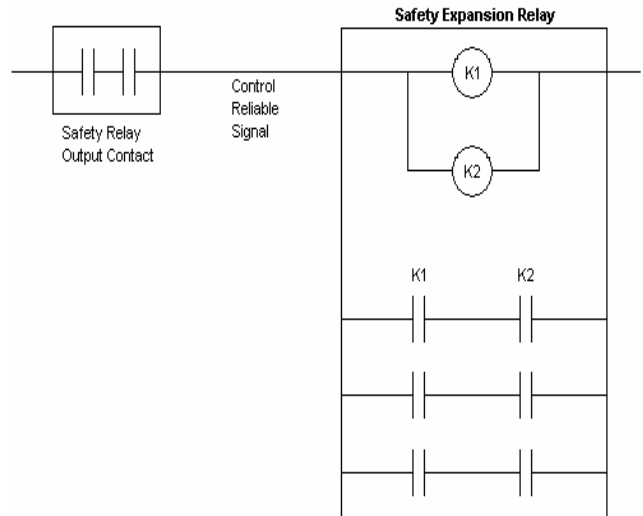 Safety Expansion Relay
K1
Control
Reliable
Signal
Safety Relay
Output Contact
K2
K1 K2